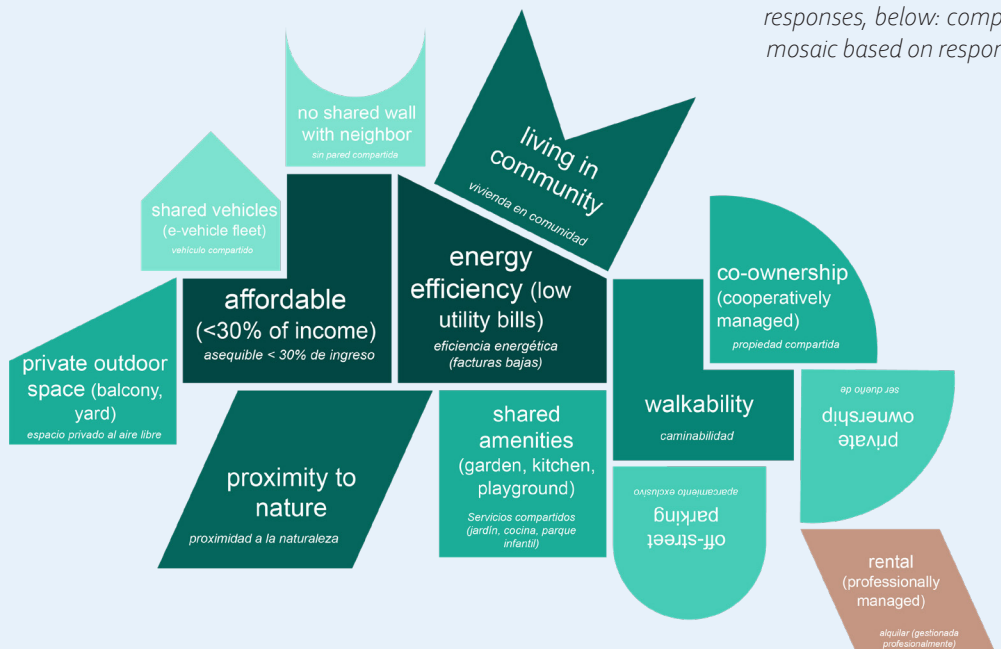 responses, below: comp
mosaic based on respon
no shared wall
with neighbor
sin pared compartida
living in
community
vivienda en comunidad
shared vehicles
(e-vehicle fleet)
vehículo compartido
affordable
(<30% of income)
asequible < 30% de ingreso
energy
efficiency (low
utility bills)
eficiencia energética
(facturas bajas)
co-ownership
(cooperatively
managed)
propiedad compartida
private outdoor
space (balcony,
yard)
espacio privado al aire libre
proximity to
nature
proximidad a la naturaleza
shared
amenities
(garden, kitchen,
playground)
Servicios compartidos
(jardín, cocina, parque
infantil)
walkability
caminabilidad
private
ownership
ser dueño de
off-street
parking
aparcamiento exclusivo
rental
(professionally
managed)
alquilar (gestionada
profesionalmente)